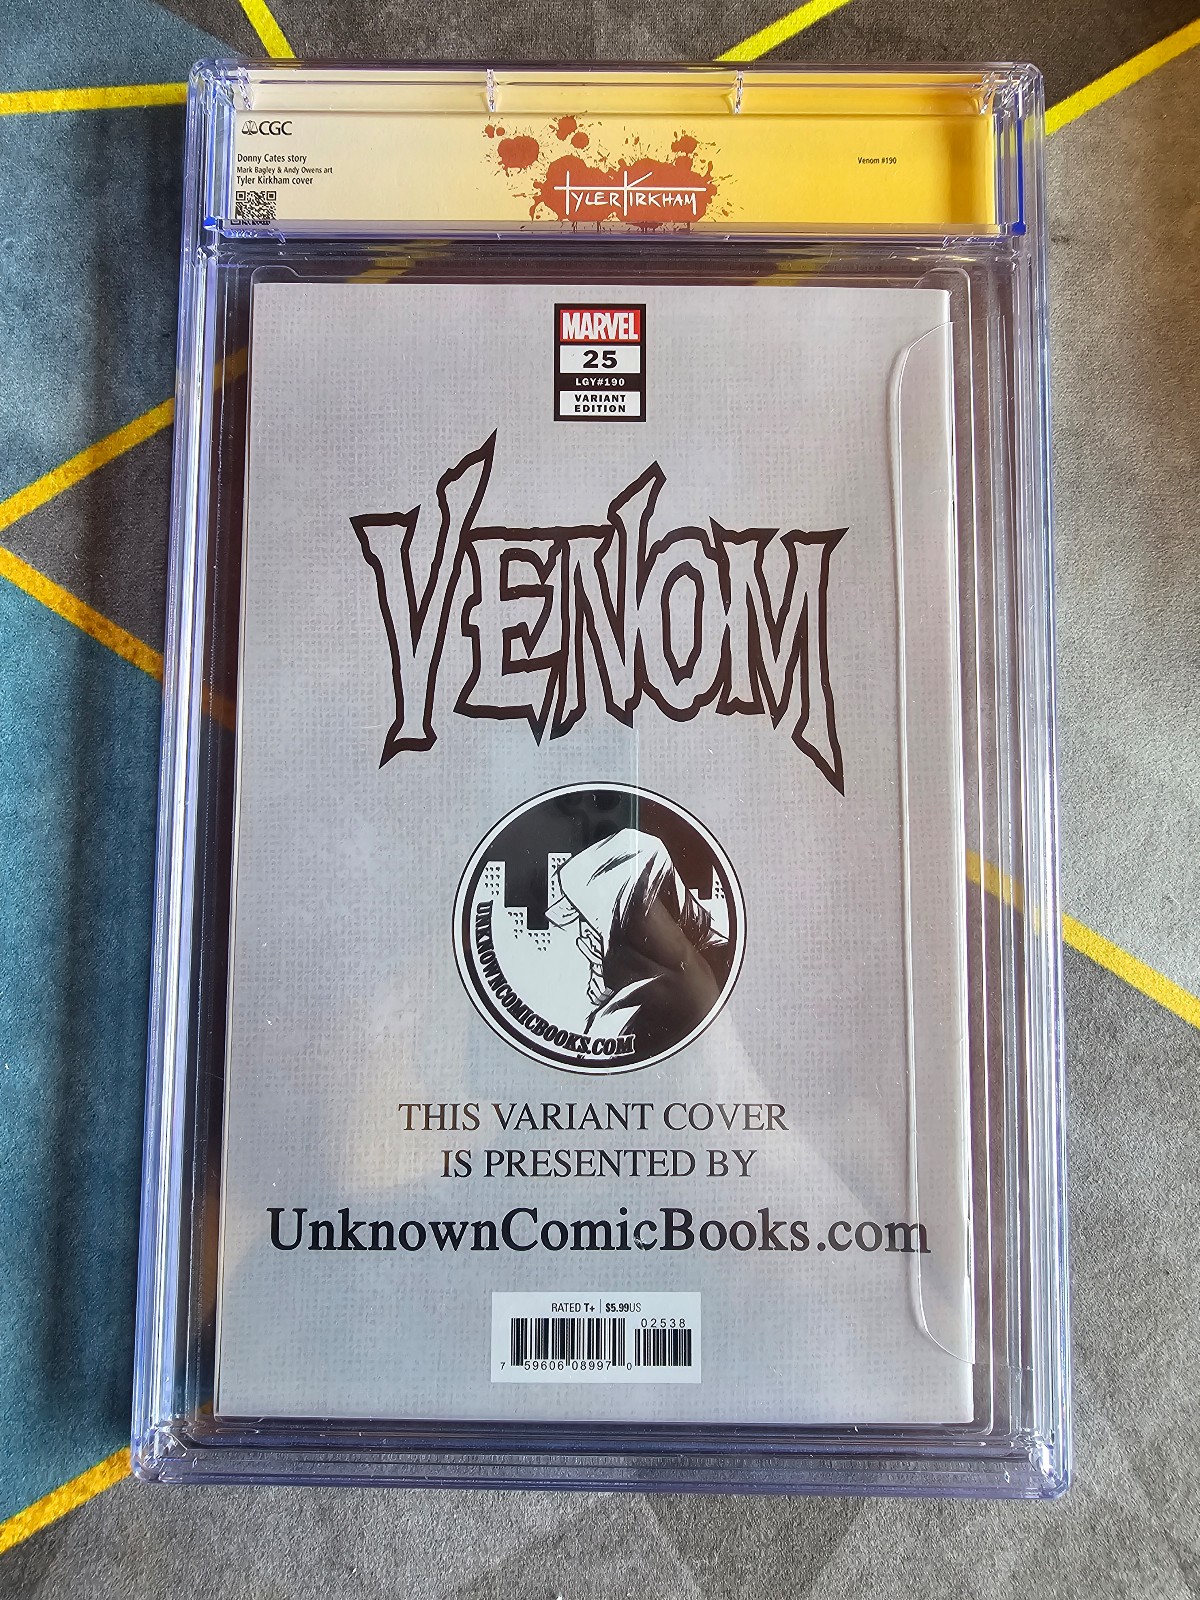 CGC
Donny Cates story
Mark Bagley & Andy Owens art
Tyler Kirkham cover
TYLER KIRKHAM
Venom #190
MARVEL
25
LGY#190
VARIANT
EDITION
VENOM
UNKNOWNCOMICBOOKS.COM
THIS VARIANT COVER
IS PRESENTED BY
UnknownComicBooks.com
RATED T+ | $5.99US
02538
7 59606 08997 0